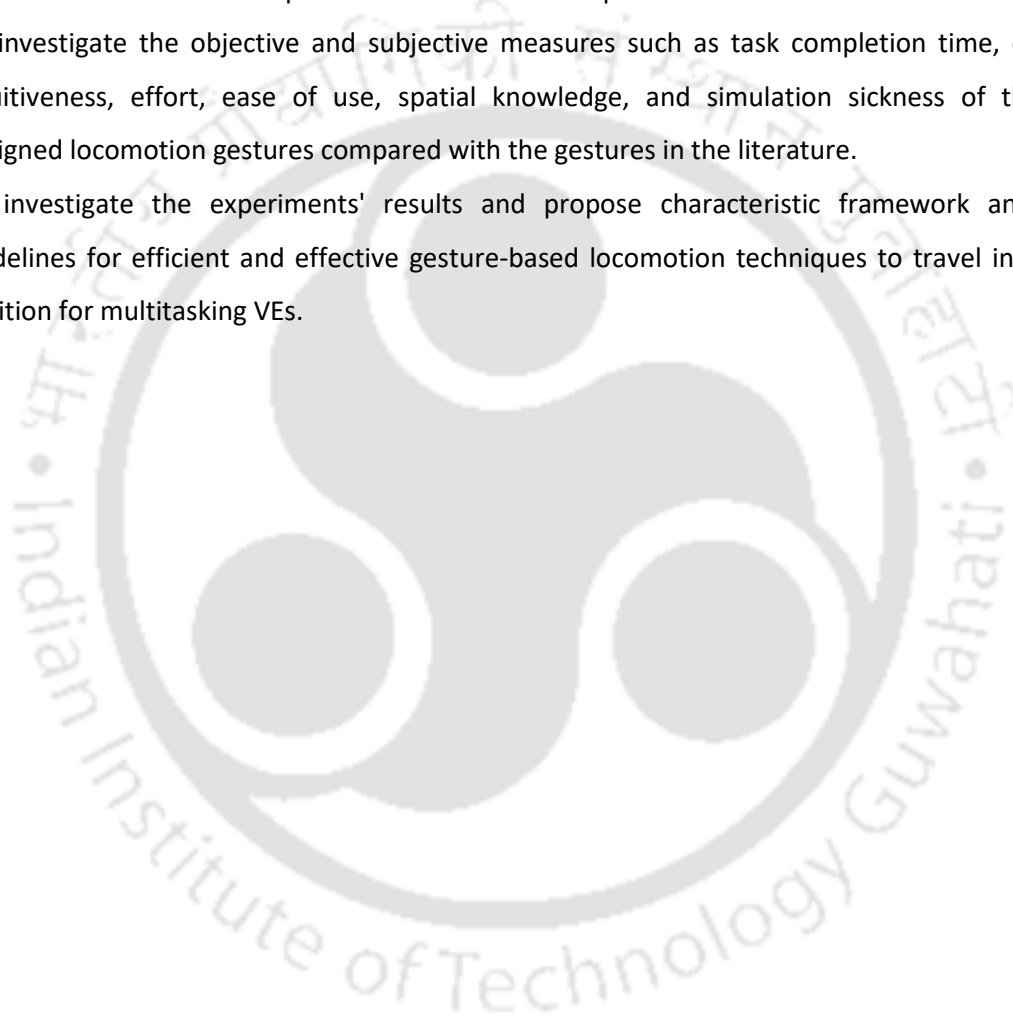 investigate the objective and subjective measures such as task completion time,
uitiveness, effort, ease of use, spatial knowledge, and simulation sickness of t
igned locomotion gestures compared with the gestures in the literature.
investigate the experiments' results and propose characteristic framework an
delines for efficient and effective gesture-based locomotion techniques to travel in
ition for multitasking VEs.
Indian Institute of Technology Guwahati